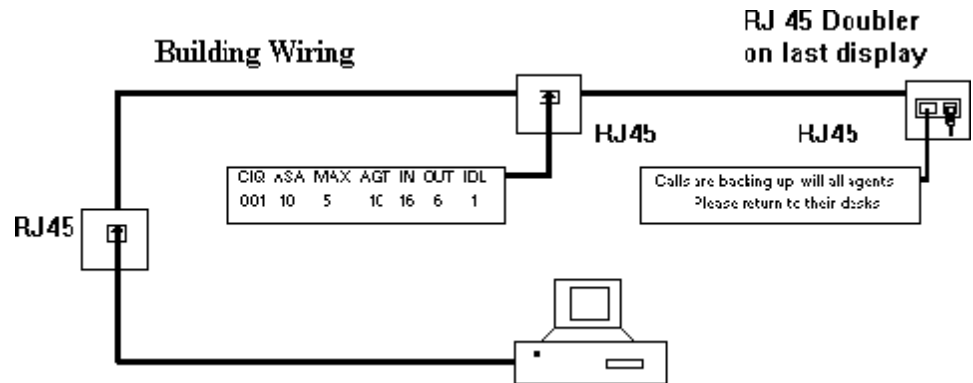 RJ 45 Doubler
on last display
Building Wiring
RJ45
RJ45
CIQ ASA MAX AGT IN OUT IDL
001 10 5 10 16 6 1
Calls are backing up will all agents
Please return to their desks
RJ45